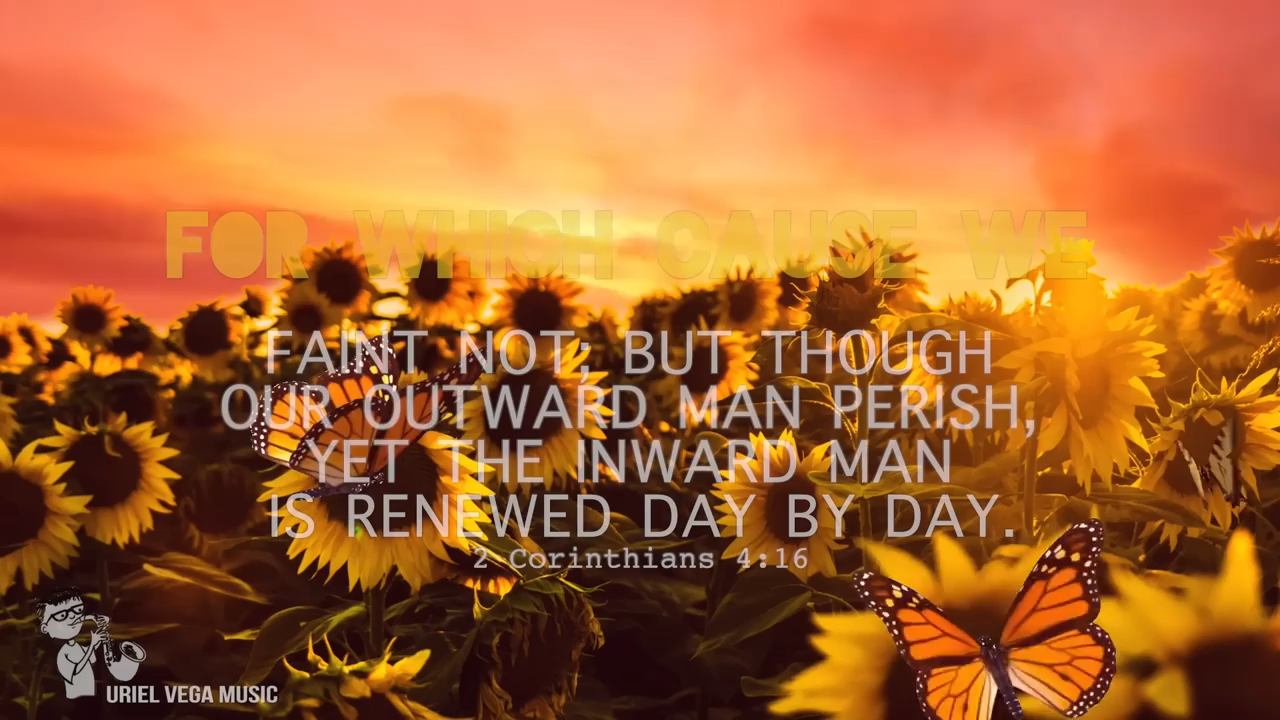 FOR WHICH CAUSE WE
FAINT NOT; BUT THOUGH
OUR OUTWARD MAN PERISH,
YET THE INWARD MAN
IS RENEWED DAY BY DAY.
2 Corinthians 4:16
URIEL VEGA MUSIC